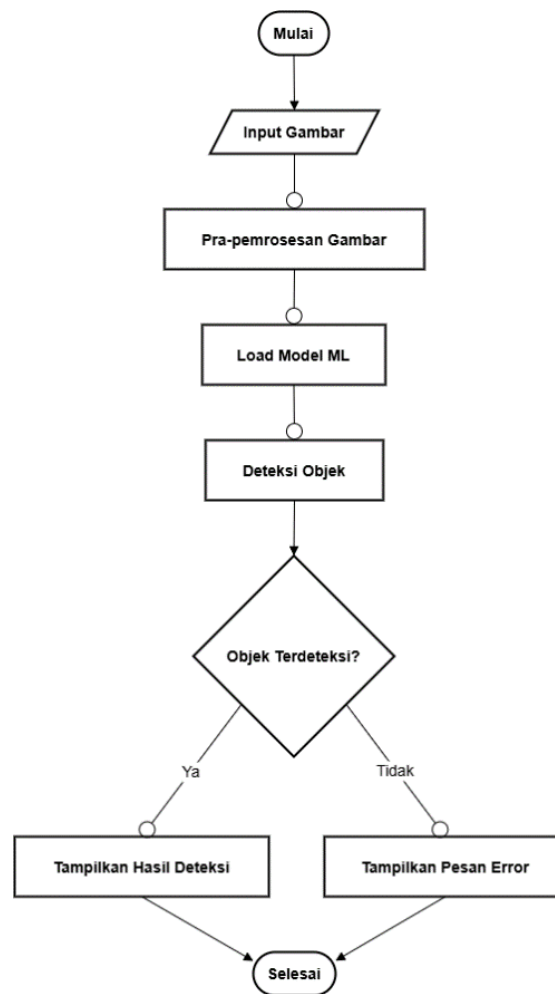 Mulai
Input Gambar
Pra-pemrosesan Gambar
Load Model ML
Deteksi Objek
Objek Terdeteksi?
Ya
Tidak
Tampilkan Hasil Deteksi
Tampilkan Pesan Error
Selesai